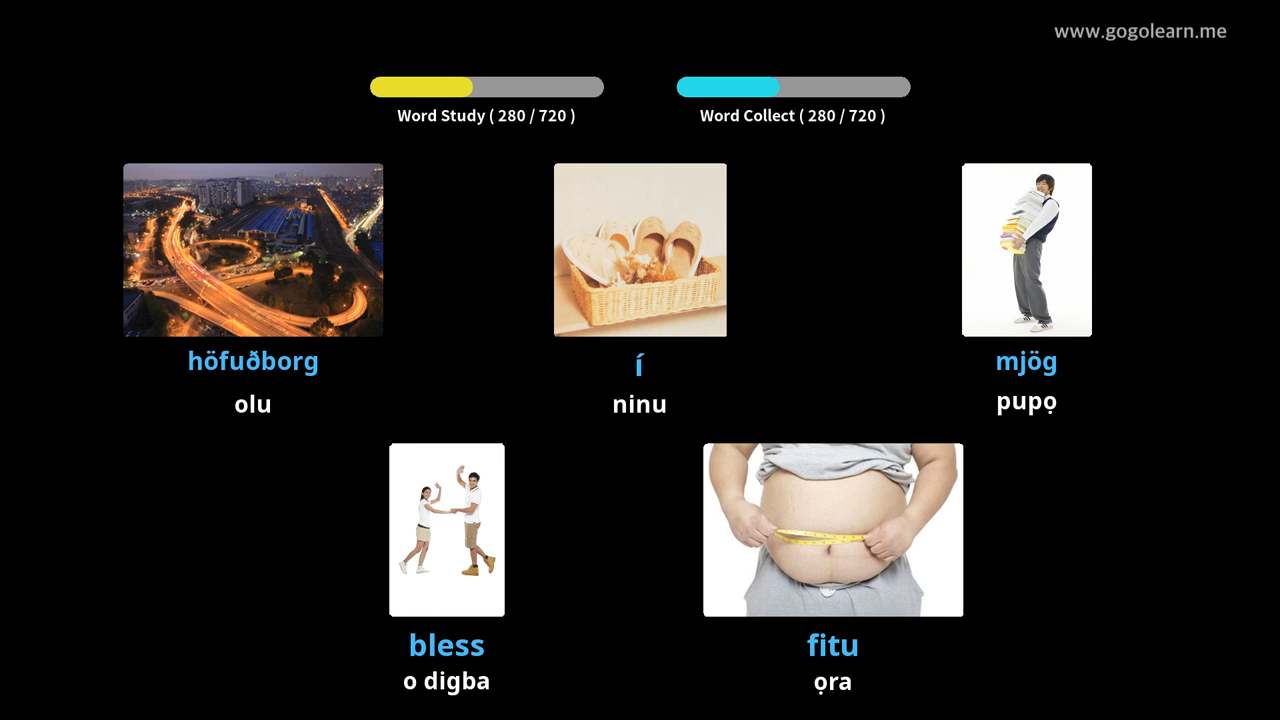 www.gogolearn.me
Word Study ( 280 / 720 )
Word Collect ( 280 / 720 )
höfuðborg
olu
í
ninu
mjög
pupọ
bless
o digba
fitu
ọra